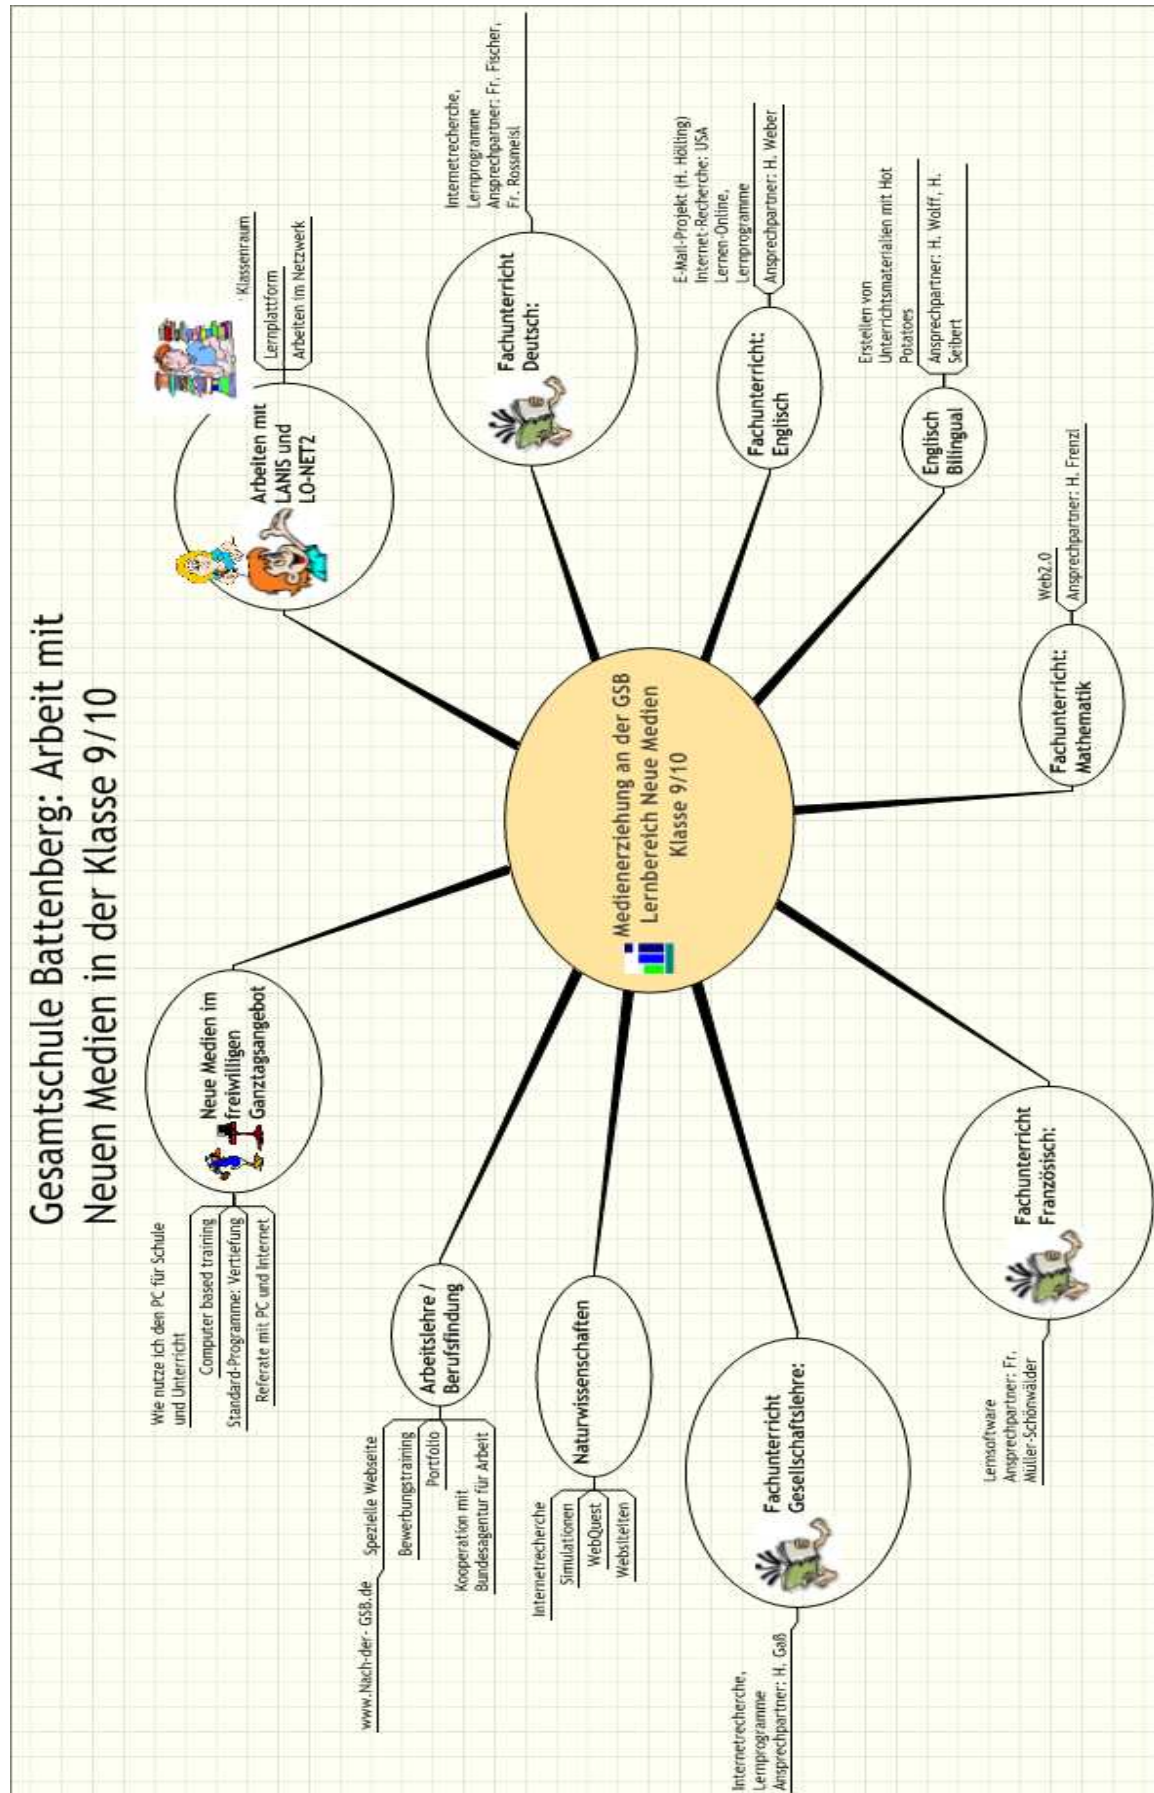 Gesamtschule Battenberg: Arbeit mit
Neuen Medien in der Klasse 9/10
Medienerziehung an der GSB
Lernbereich Neue Medien
Klasse 9/10
Arbeiten mit
LANIS und
LO-NET2
Klassenraum
Lernplattform
Arbeiten im Netzwerk
Fachunterricht
Deutsch:
Internetrecherche,
Lernprogramme
Ansprechpartner: Fr. Fischer,
Fr. Rossmeisl
Fachunterricht:
Englisch
E-Mail-Projekt (H. Hölting)
Internet-Recherche: USA
Lernen-Online,
Lernprogramme
Ansprechpartner: H. Weber
Englisch
Bilingual
Erstellen von
Unterrichtsmaterialien mit Hot
Potatoes
Ansprechpartner: H. Wolff, H.
Seibert
Fachunterricht:
Mathematik
Web2.0
Ansprechpartner: H. Frenzl
Fachunterricht
Französisch:
Lernsoftware
Ansprechpartner: Fr.
Müller-Schönwälder
Fachunterricht
Gesellschaftslehre:
Internetrecherche,
Lernprogramme
Ansprechpartner: H. Gaß
Naturwissenschaften
Internetrecherche
Simulationen
WebQuest
Websiteiten
Arbeitslehre /
Berufsfindung
www.Nach-der- GSB.de
Spezielle Webseite
Bewerbungstraining
Portfolio
Kooperation mit
Bundesagentur für Arbeit
Neue Medien im
freiwilligen
Ganztagsangebot
Wie nutze ich den PC für Schule
und Unterricht
Computer based training
Standard-Programme: Vertiefung
Referate mit PC und Internet